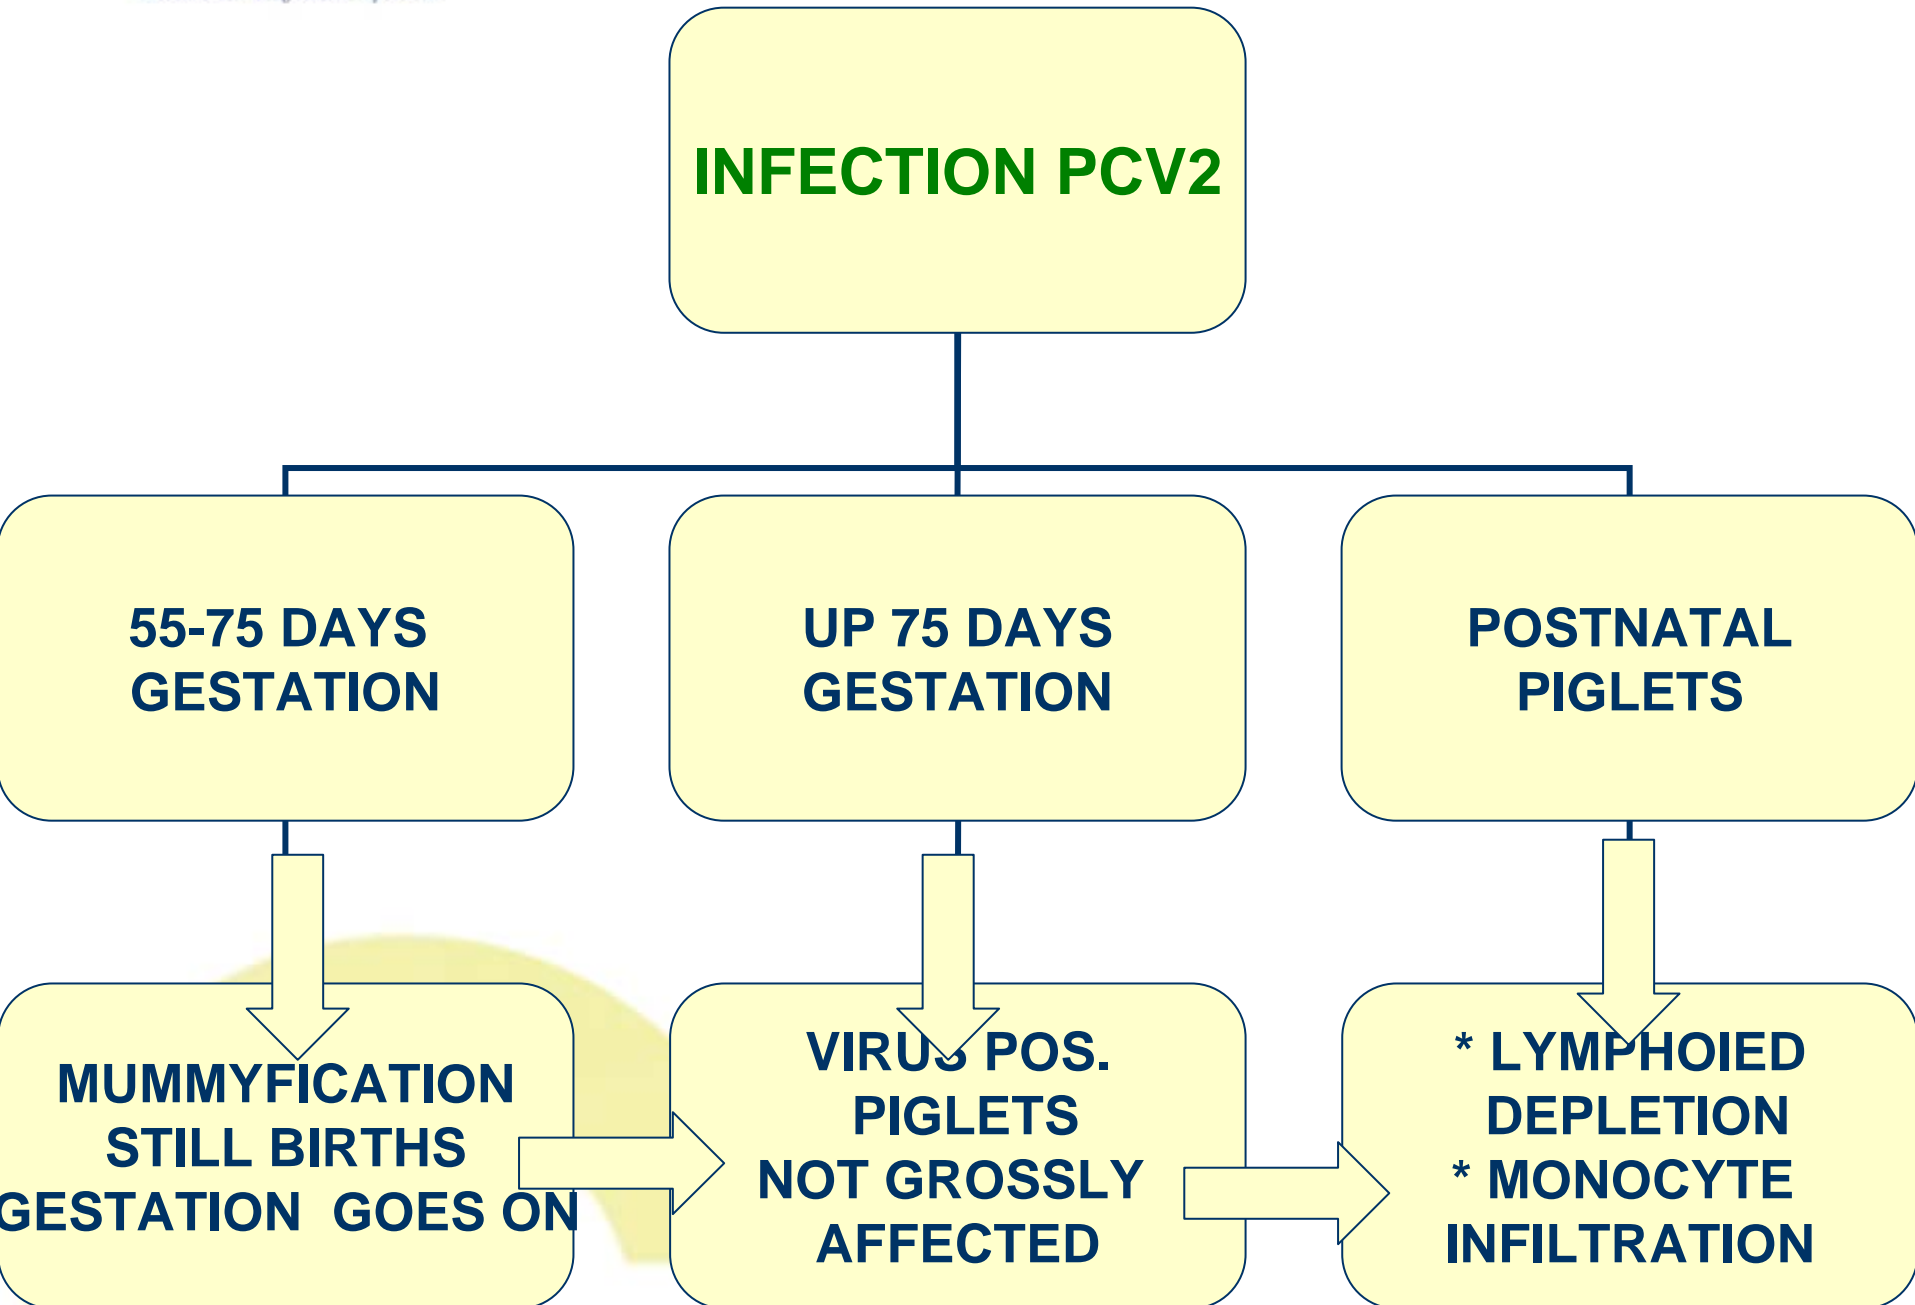 INFECTION PCV2
55-75 DAYS
GESTATION
UP 75 DAYS
GESTATION
POSTNATAL
PIGLETS
MUMMYFICATION
STILL BIRTHS
GESTATION GOES ON
VIRUS POS.
PIGLETS
NOT GROSSLY
AFFECTED
* LYMPHOIED
DEPLETION
* MONOCYTE
INFILTRATION